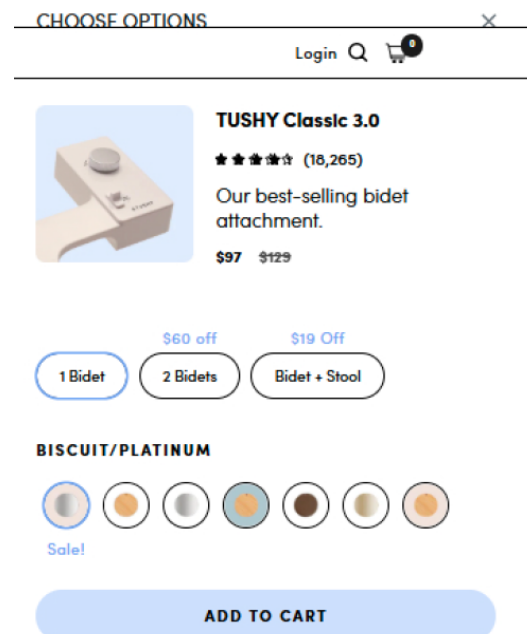 CHOOSE OPTIONS
Login
0
TUSHY Classic 3.0
(18,265)
Our best-selling bidet
attachment.
$97 $129
$60 off $19 Off
1 Bidet 2 Bidets Bidet + Stool
BISCUIT/PLATINUM
Sale!
ADD TO CART
TUSHY